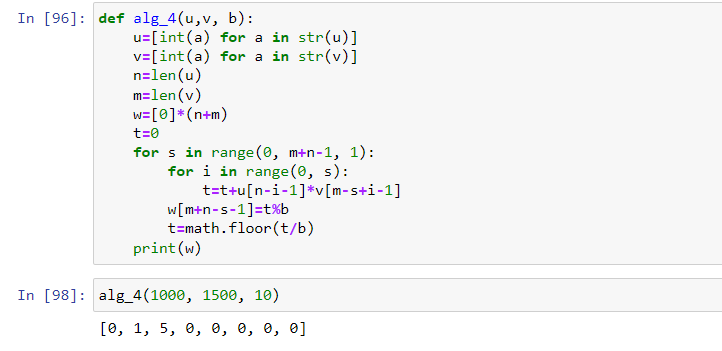 In [96]: def alg_4(u,v, b):
    u=[int(a) for a in str(u)]
    v=[int(a) for a in str(v)]
    n=len(u)
    m=len(v)
    w=[0]*(n+m)
    t=0
    for s in range(0, m+n-1, 1):
        for i in range(0, s):
            t=t+u[n-i-1]*v[m-s+i-1]
        w[m+n-s-1]=t%b
        t=math.floor(t/b)
    print(w)
In [98]: alg_4(1000, 1500, 10)
[0, 1, 5, 0, 0, 0, 0, 0]